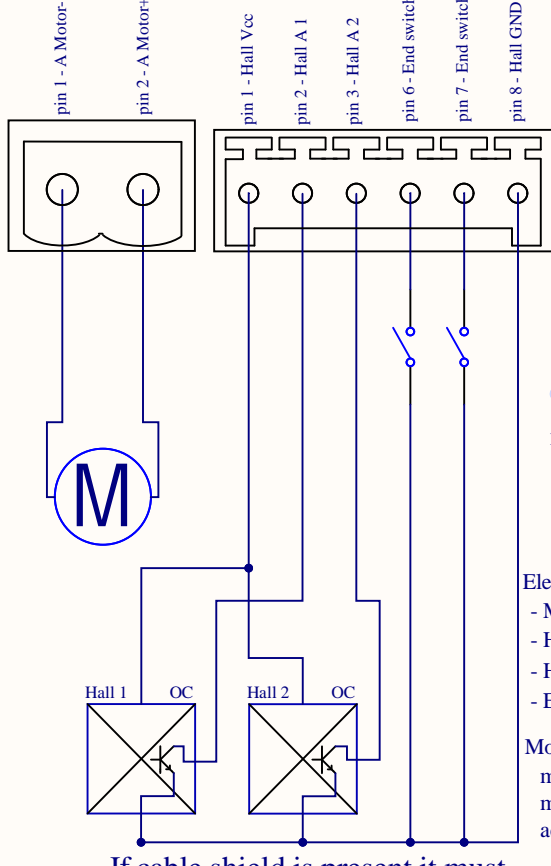 pin 1 - A Motor-
pin 2 - A Motor+
pin 1 - Hall Vcc
pin 2 - Hall A 1
pin 3 - Hall A 2
pin 6 - End switch
pin 7 - End switch
pin 8 - Hall GND
M
Hall 1 OC
Hall 2 OC
- M
- H
- H
- E
If cable shield is present it must